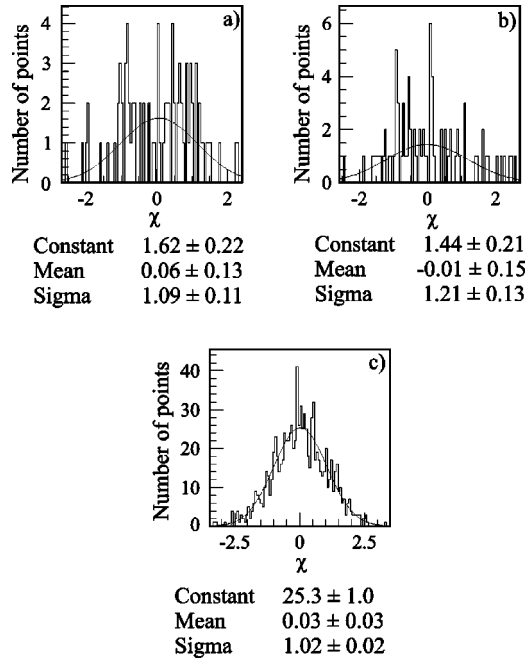 a)
Number of points
4
3
2
1
0
-2 0 2
χ
Constant 1.62 ± 0.22
Mean 0.06 ± 0.13
Sigma 1.09 ± 0.11
b)
Number of points
6
4
2
0
-2 0 2
χ
Constant 1.44 ± 0.21
Mean -0.01 ± 0.15
Sigma 1.21 ± 0.13
c)
Number of points
40
30
20
10
0
-2.5 0 2.5
χ
Constant 25.3 ± 1.0
Mean 0.03 ± 0.03
Sigma 1.02 ± 0.02